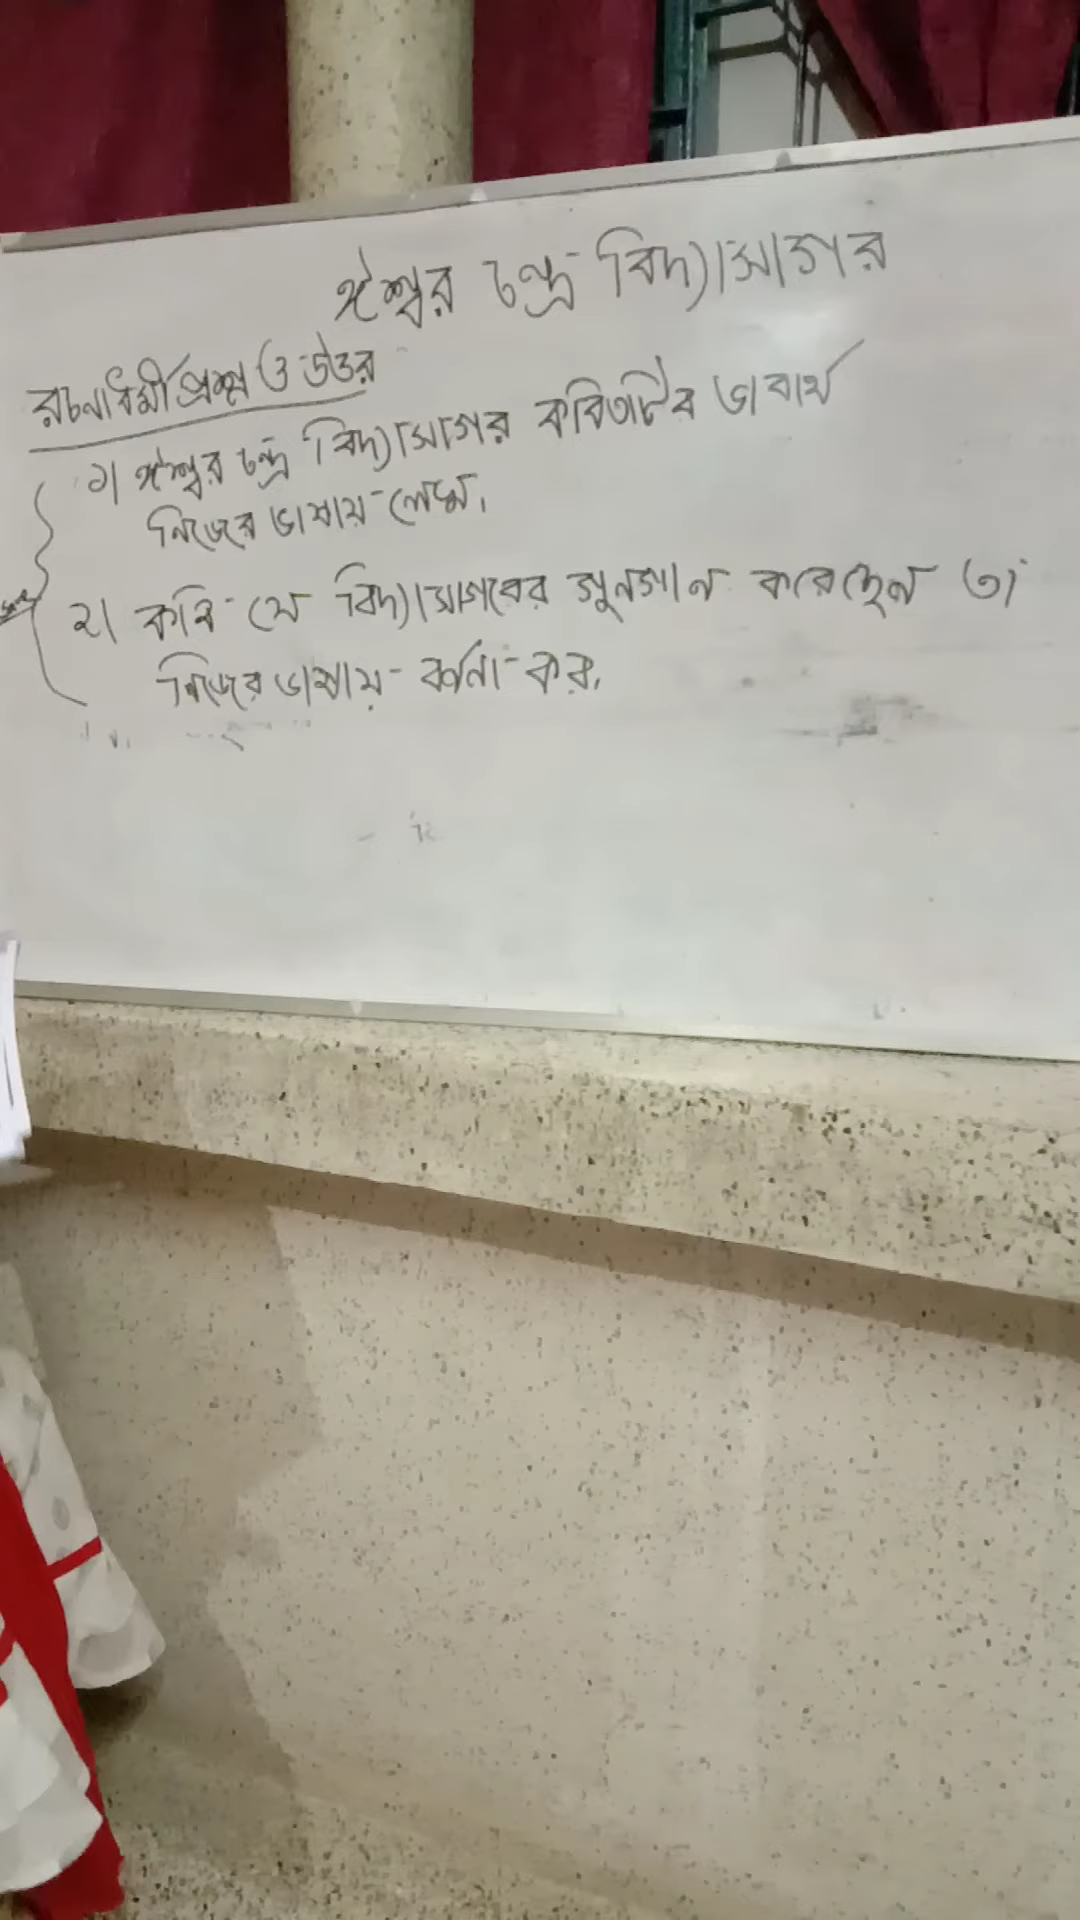 ঈশ্বর চন্দ্র বিদ্যাসাগর
রচনাধর্মী প্রশ্ন ও উত্তর
১। ঈশ্বর চন্দ্র বিদ্যাসাগর কবিতাটির ভাবার্থ
নিজের ভাষায় লেখ।
২। কবি যে বিদ্যাসাগরের গুনগান করেছেন তা
নিজের ভাষায় বর্ণনা কর।